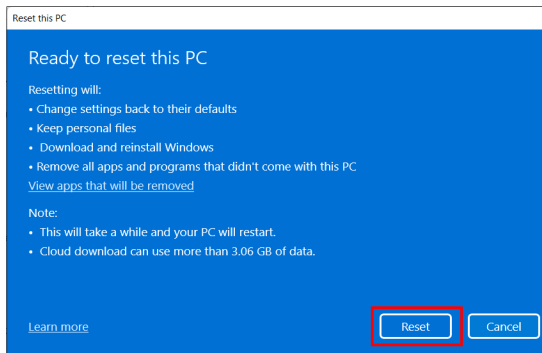 Reset this PC
Ready to reset this PC
Resetting will:
• Change settings back to their defaults
• Keep personal files
• Download and reinstall Windows
• Remove all apps and programs that didn't come with this PC
View apps that will be removed
Note:
• This will take a while and your PC will restart.
• Cloud download can use more than 3.06 GB of data.
Learn more
Reset
Cancel